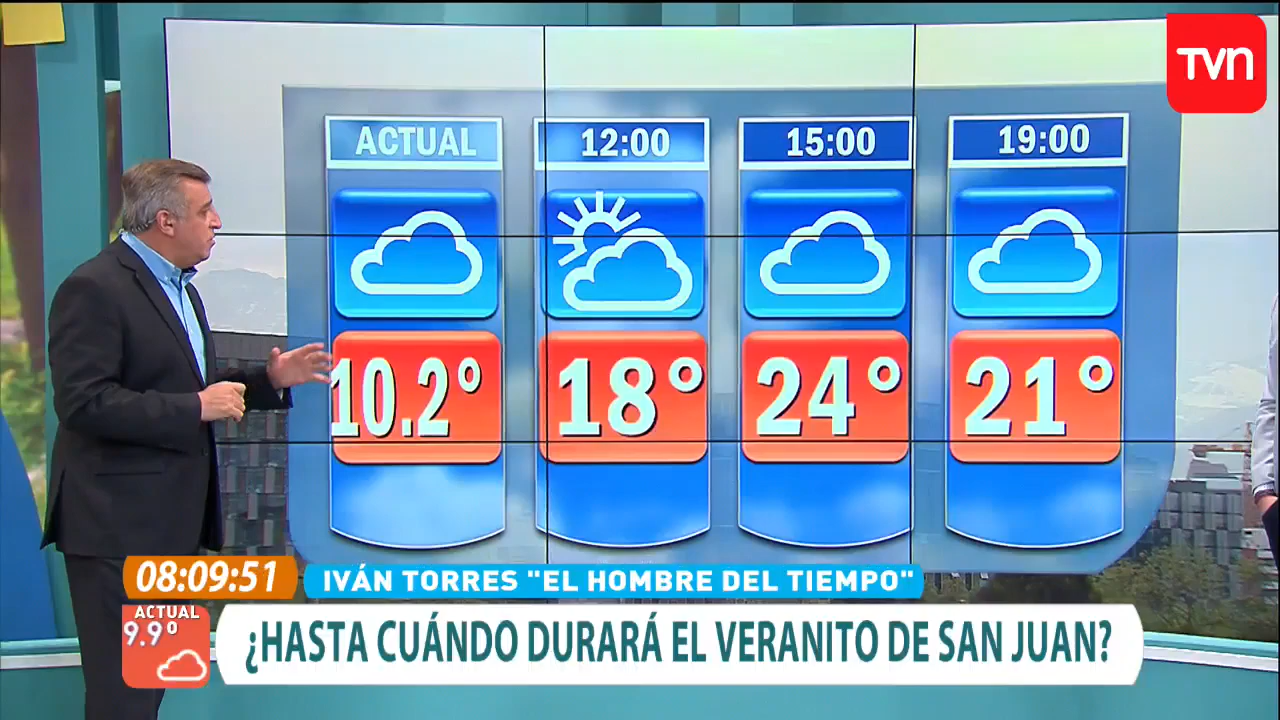 TVN
ACTUAL
12:00
15:00
19:00
10.2°
18°
24°
21°
08:09:51
IVÁN TORRES "EL HOMBRE DEL TIEMPO"
ACTUAL
9.9°
¿HASTA CUÁNDO DURARÁ EL VERANITO DE SAN JUAN?